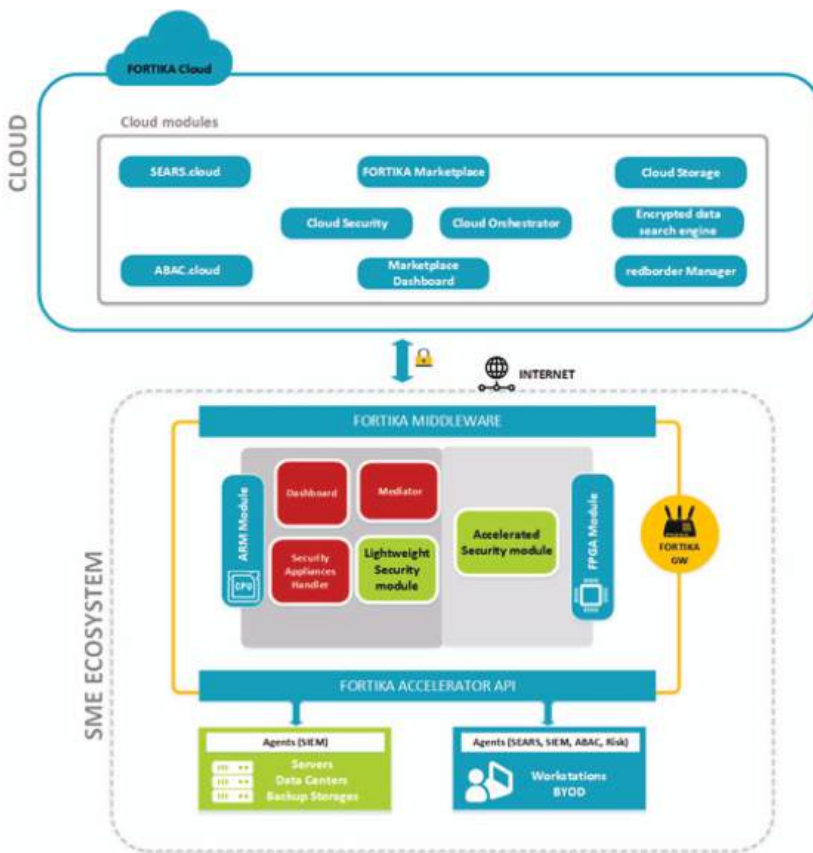 FORTIKA Cloud
CLOUD
Cloud modules
SEARS.cloud
FORTIKA Marketplace
Cloud Storage
Cloud Security
Cloud Orchestrator
Encrypted data
search engine
ABAC.cloud
Marketplace
Dashboard
redborder Manager
INTERNET
SME ECOSYSTEM
FORTIKA MIDDLEWARE
ARM Module
CPU
Dashboard
Mediator
Security
Appliances
Handler
Lightweight
Security
module
Accelerated
Security module
FPGA Module
FORTIKA
GW
FORTIKA ACCELERATOR API
Agents (SIEM)
Servers
Data Centers
Backup Storages
Agents (SEARS, SIEM, ABAC, Risk)
Workstations
BYOD